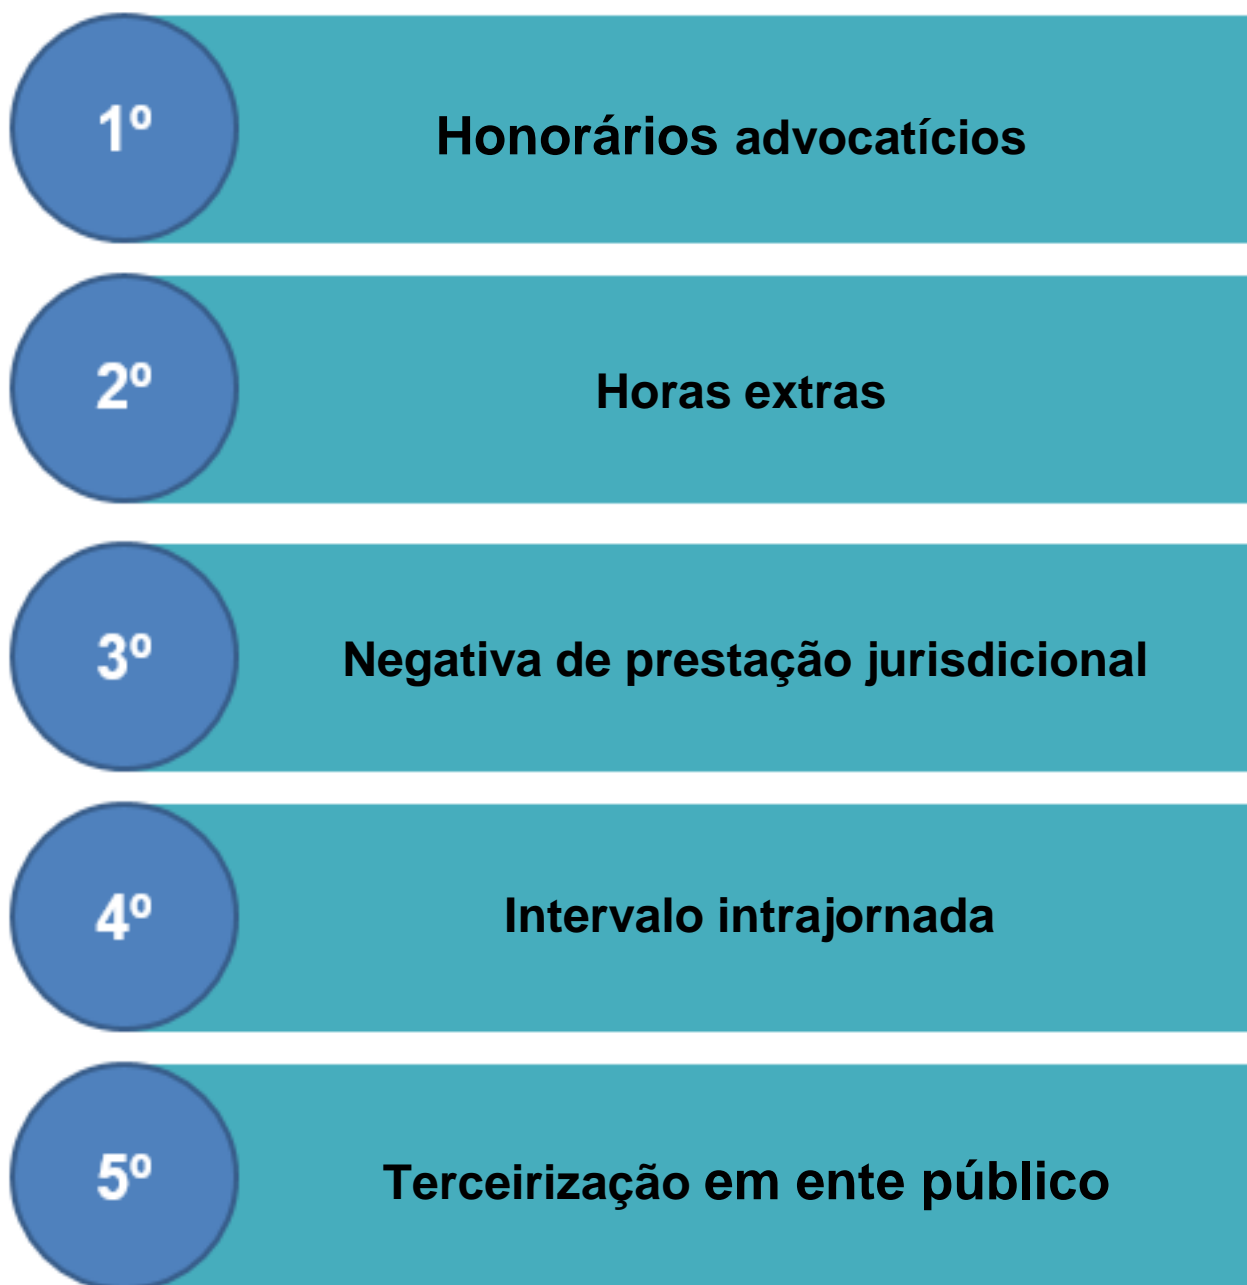 1º
Honorários advocatícios
2º
Horas extras
3º
Negativa de prestação jurisdicional
4º
Intervalo intrajornada
5º
Terceirização em ente público